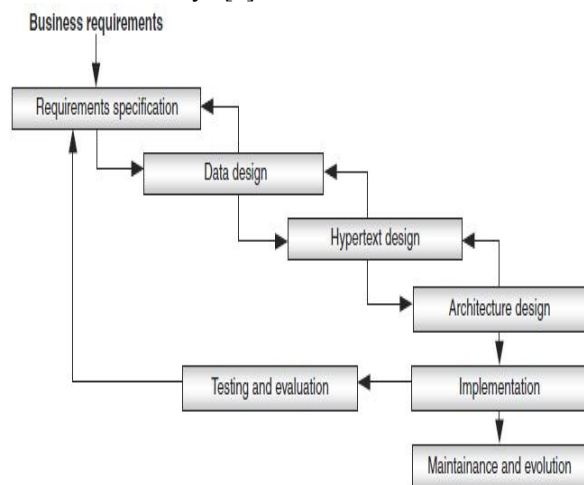 Business requirements
Requirements specification
Data design
Hypertext design
Architecture design
Testing and evaluation
Implementation
Maintainance and evolution